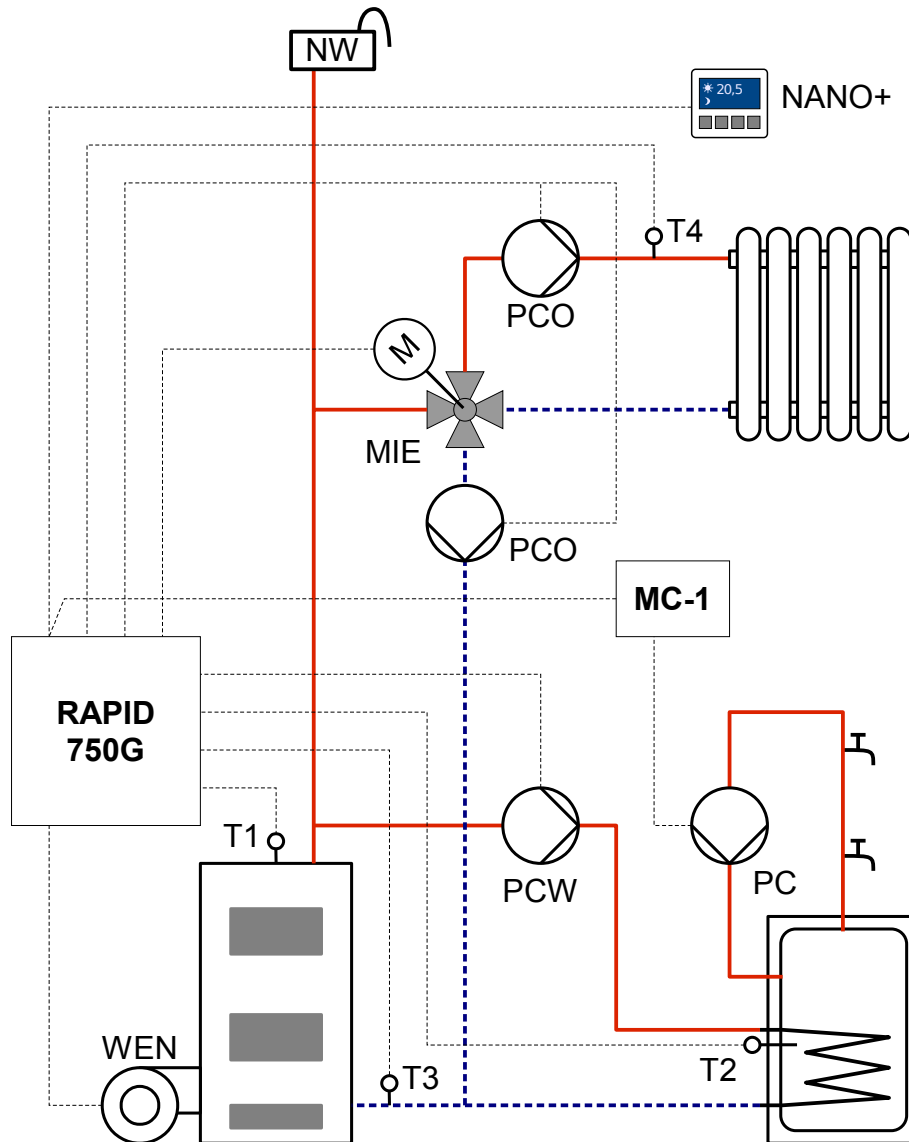 NW
20,5
NANO+
T4
PCO
M
MIE
PCO
MC-1
RAPID
750G
T1
PCW
PC
WEN
T3
T2